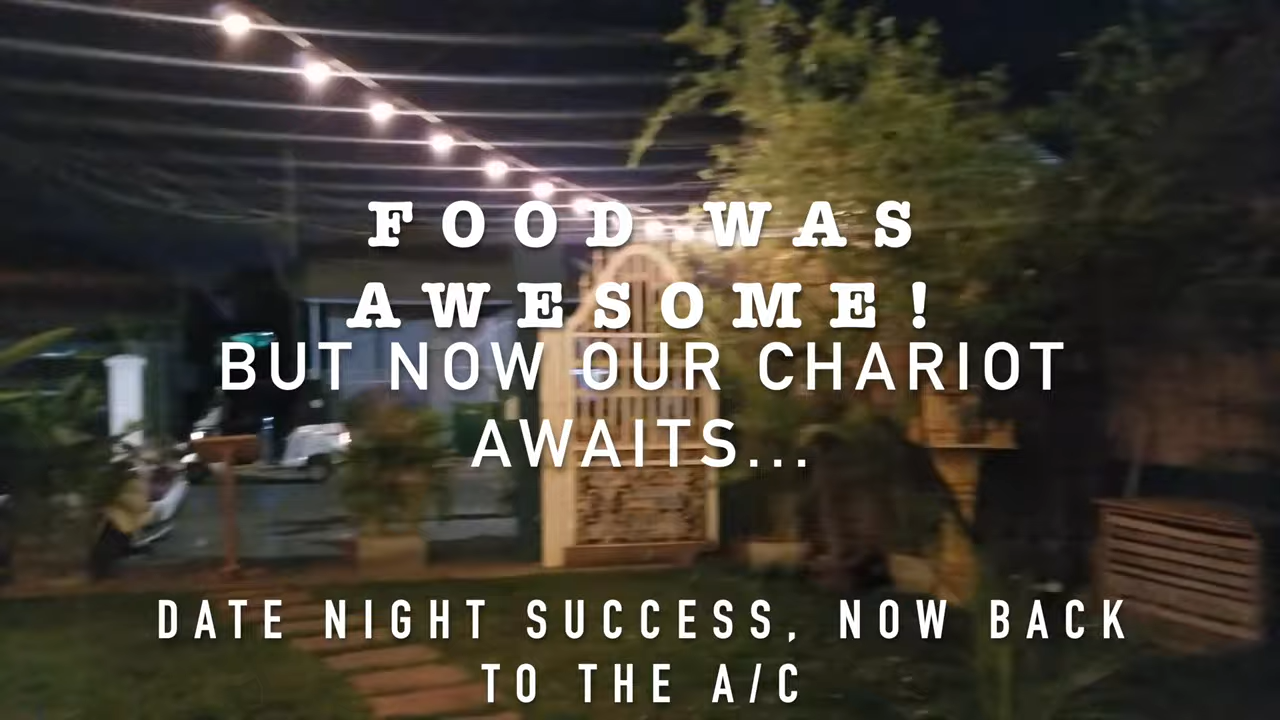 FOOD WAS
AWESOME!
BUT NOW OUR CHARIOT
AWAITS...
DATE NIGHT SUCCESS, NOW BACK
TO THE A/C